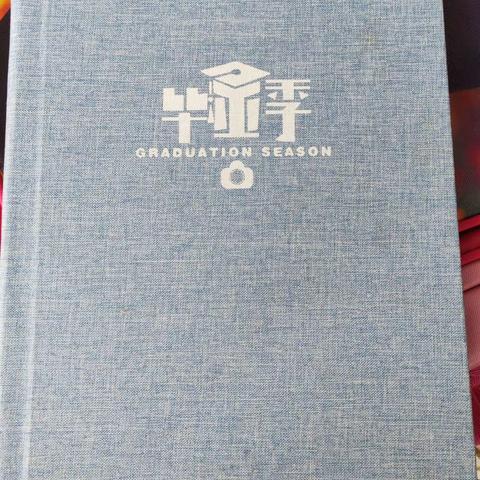 毕业季
GRADUATION SEASON